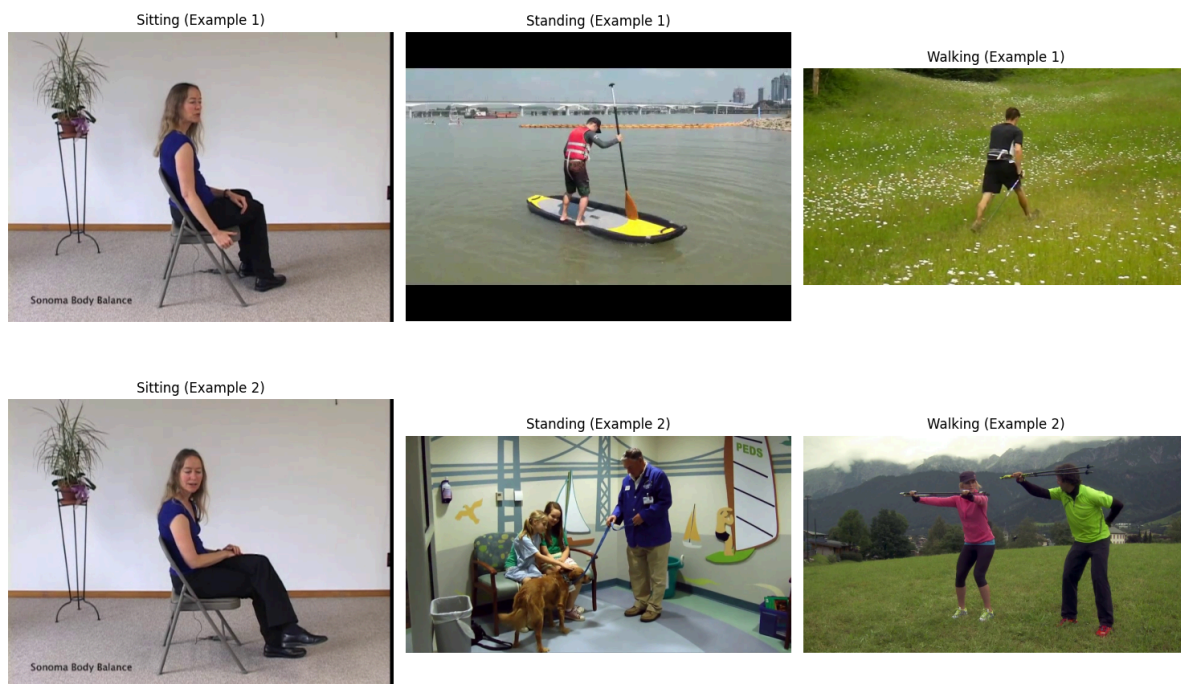 Sitting (Example 1)
Standing (Example 1)
Walking (Example 1)
Sonoma Body Balance
Sitting (Example 2)
Standing (Example 2)
Walking (Example 2)
PEDS
Sonoma Body Balance